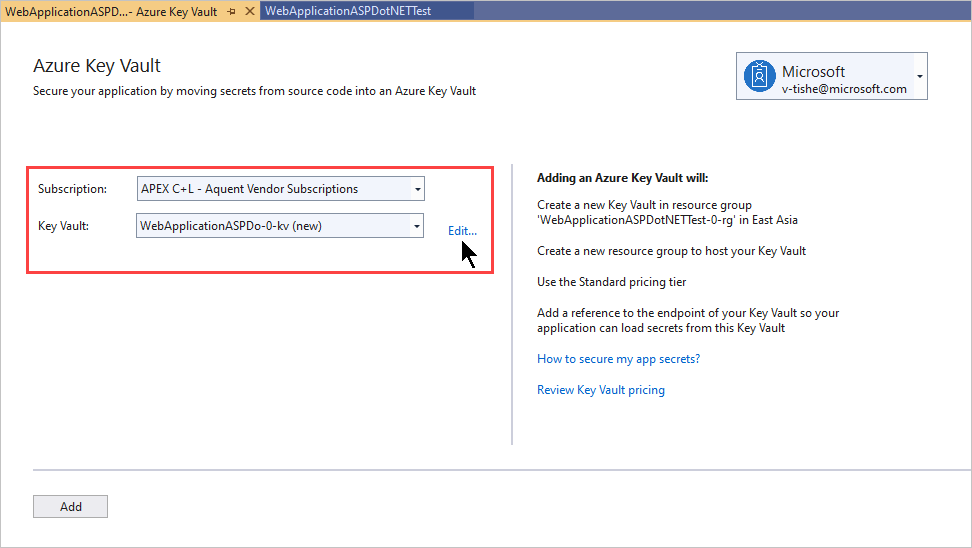 WebApplicationASPD...- Azure Key Vault
WebApplicationASPDotNETTest
Azure Key Vault
Secure your application by moving secrets from source code into an Azure Key Vault
Microsoft
v-tishe@microsoft.com
Subscription:
APEX C+L - Aquent Vendor Subscriptions
Key Vault:
WebApplicationASPDo-0-kv (new)
Edit...
Adding an Azure Key Vault will:
Create a new Key Vault in resource group
'WebApplicationASPDotNETTest-0-rg' in East Asia
Create a new resource group to host your Key Vault
Use the Standard pricing tier
Add a reference to the endpoint of your Key Vault so your
application can load secrets from this Key Vault
How to secure my app secrets?
Review Key Vault pricing
Add